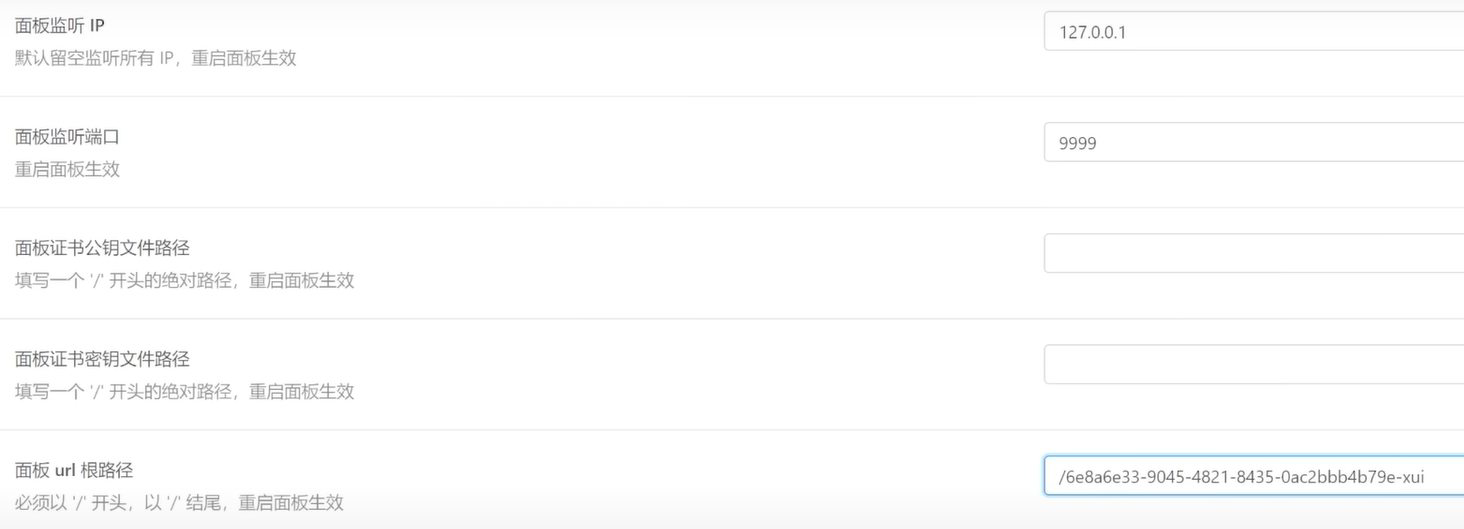 面板监听 IP
127.0.0.1
默认留空监听所有 IP，重启面板生效
面板监听端口
9999
重启面板生效
面板证书公钥文件路径
填写一个 '/' 开头的绝对路径，重启面板生效
面板证书密钥文件路径
填写一个 '/' 开头的绝对路径，重启面板生效
面板 url 根路径
/6e8a6e33-9045-4821-8435-0ac2bbb4b79e-xui
必须以 '/' 开头，以 '/' 结尾，重启面板生效